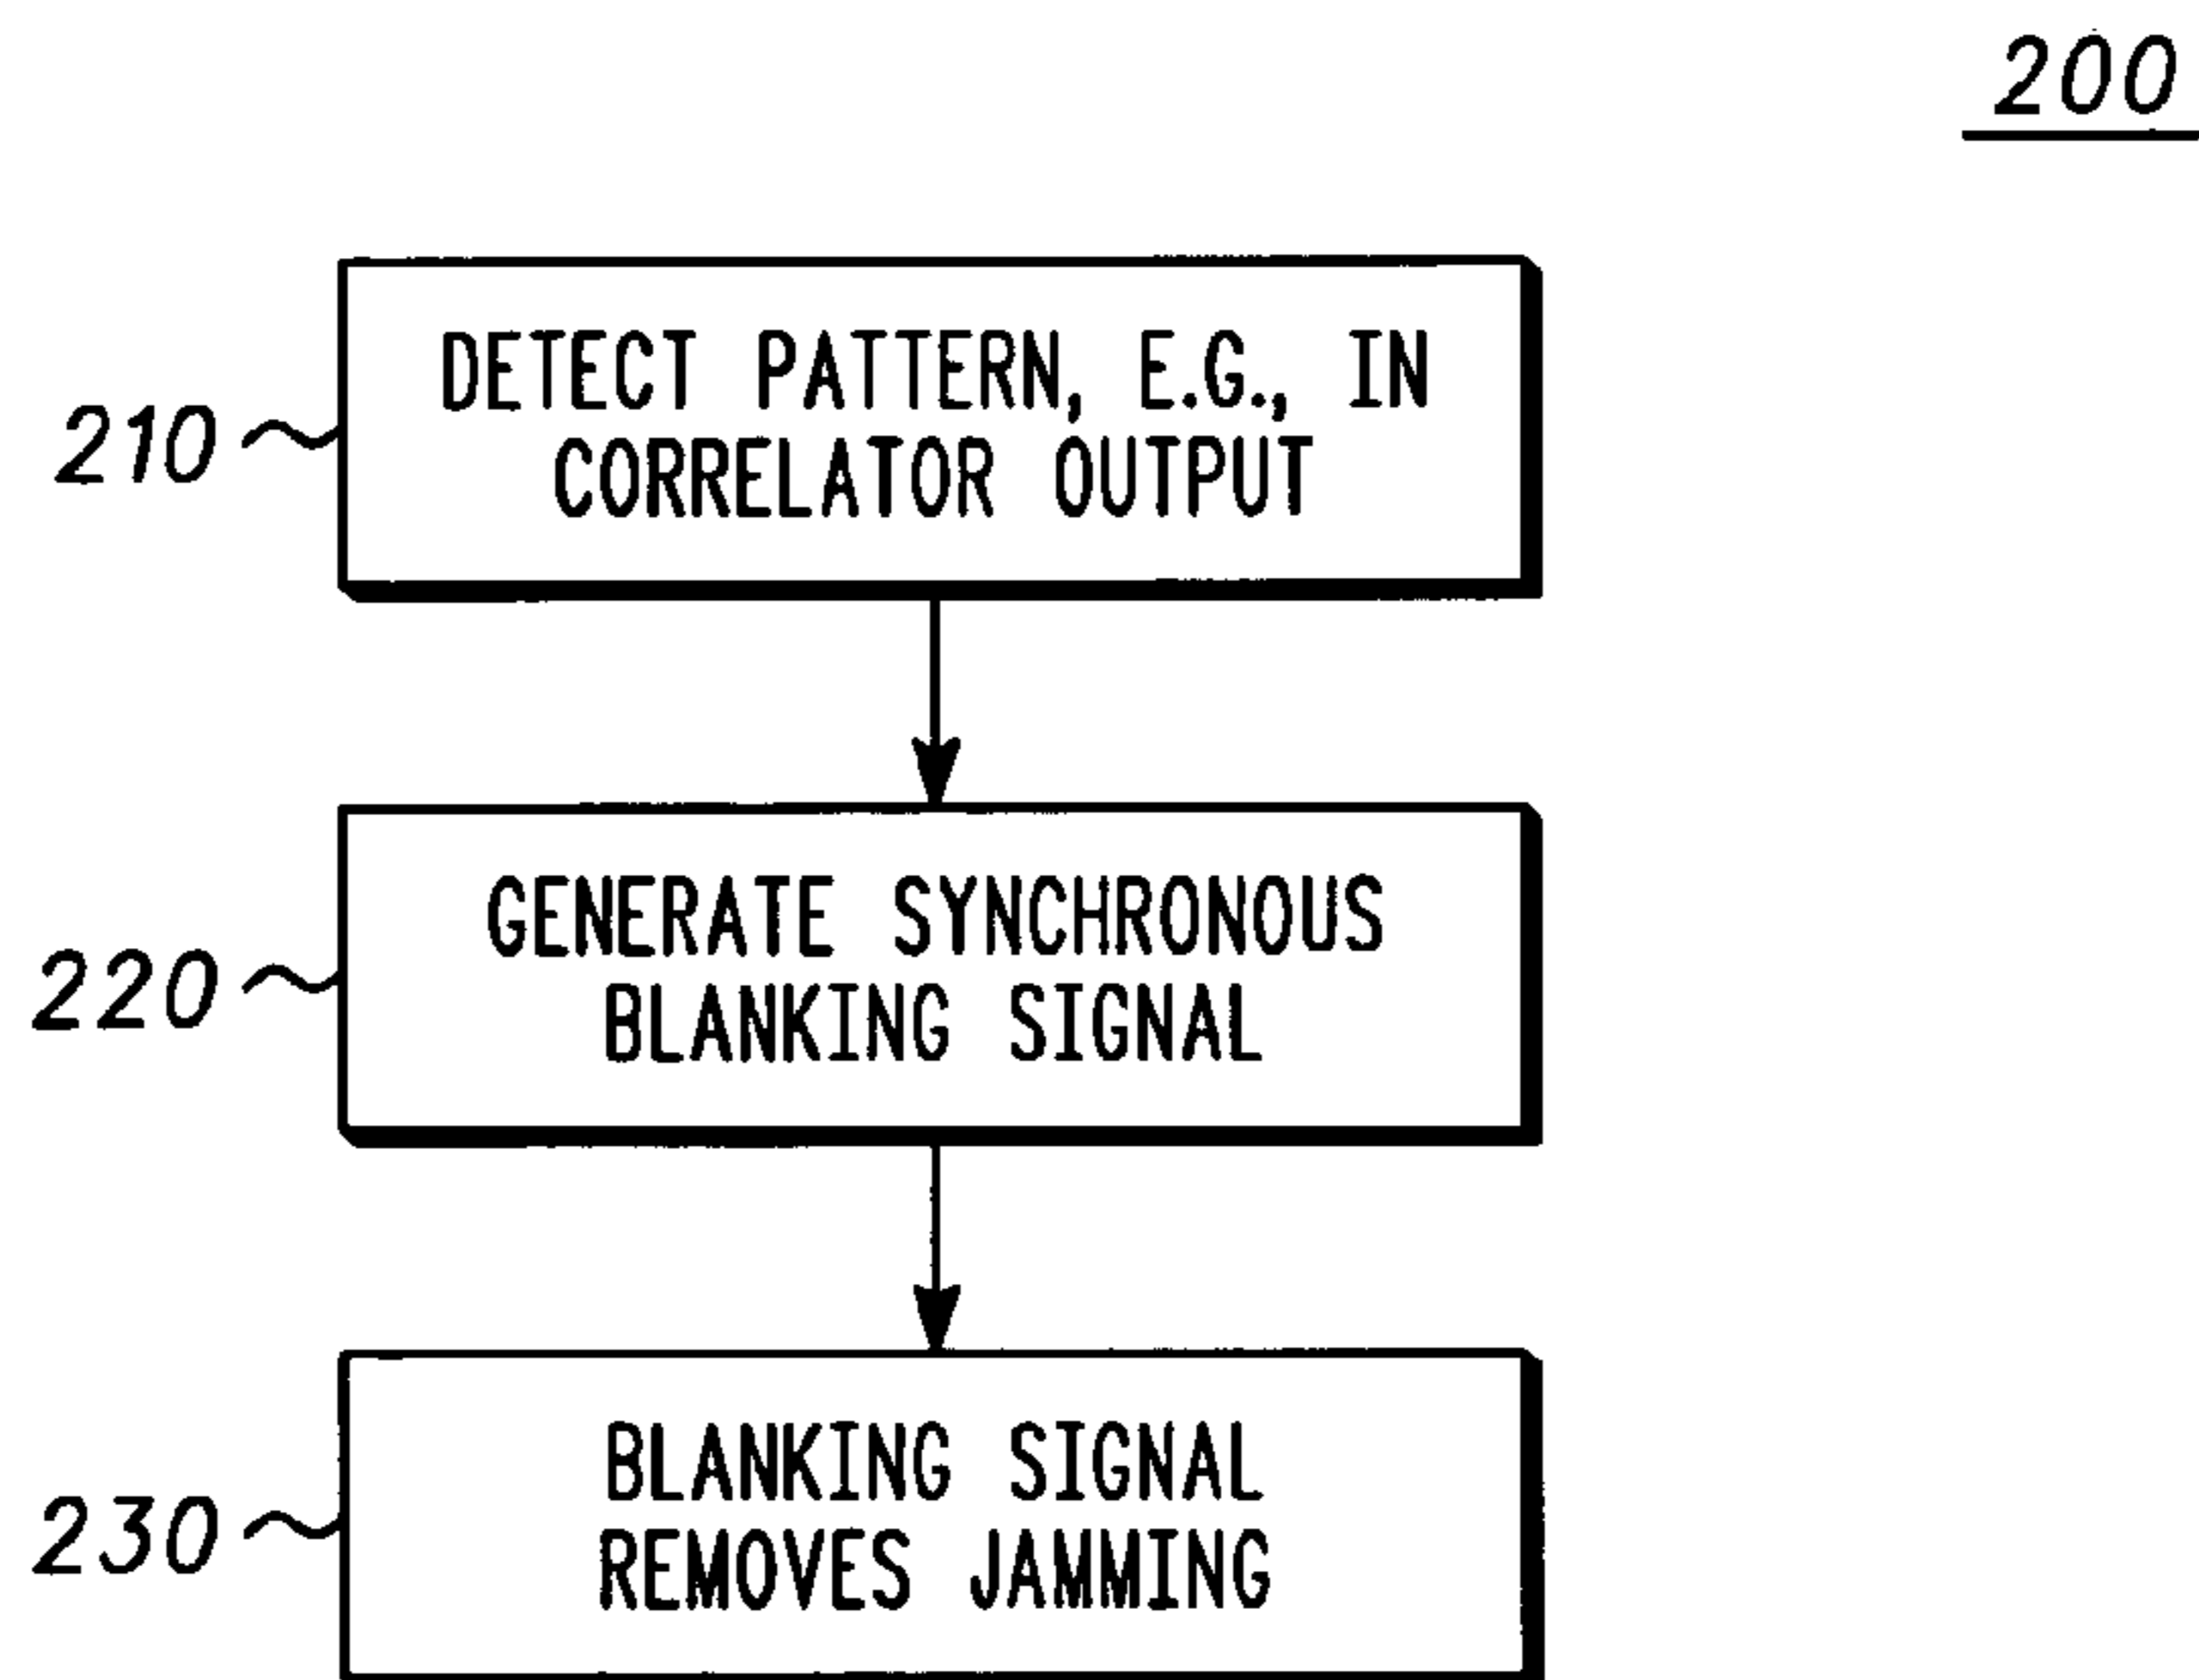 200
210
DETECT PATTERN, E.G., IN
CORRELATOR OUTPUT
220
GENERATE SYNCHRONOUS
BLANKING SIGNAL
230
BLANKING SIGNAL
REMOVES JAMMING